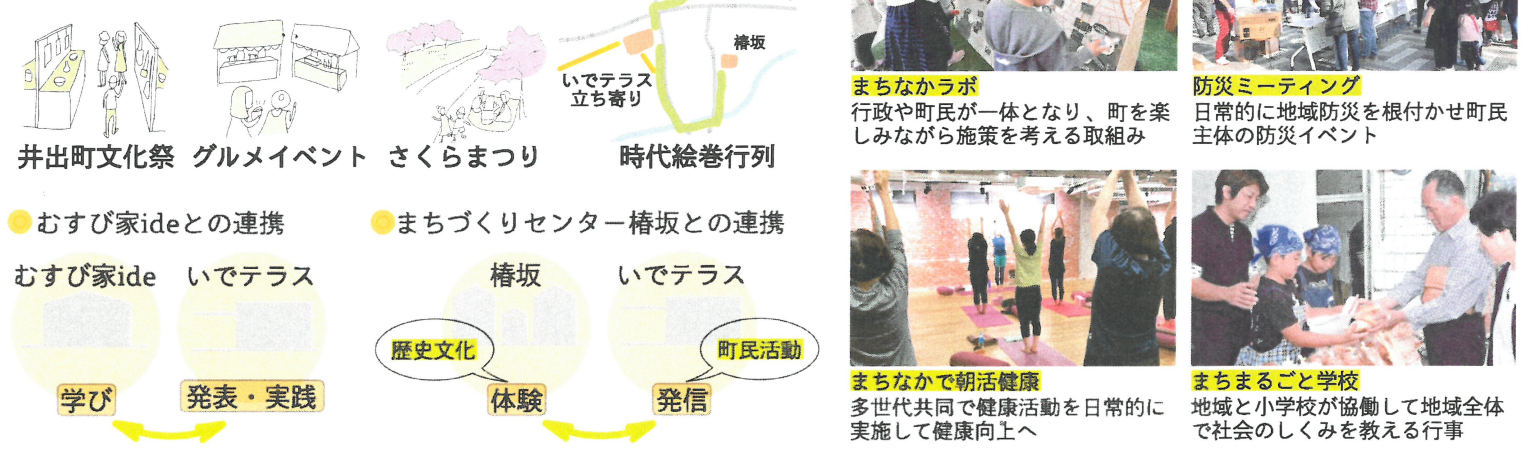 椿坂
いでテラス
立ち寄り
井出町文化祭
グルメイベント
さくらまつり
時代絵巻行列
むすび家ideとの連携
むすび家ide
いでテラス
学び
発表・実践
まちづくりセンター椿坂との連携
椿坂
いでテラス
歴史文化
町民活動
体験
発信
まちなかラボ
行政や町民が一体となり、町を楽
しみながら施策を考える取組み
防災ミーティング
日常的に地域防災を根付かせ町民
主体の防災イベント
まちなかで朝活健康
多世代共同で健康活動を日常的に
実施して健康向上へ
まちまるごと学校
地域と小学校が協働して地域全体
で社会のしくみを教える行事